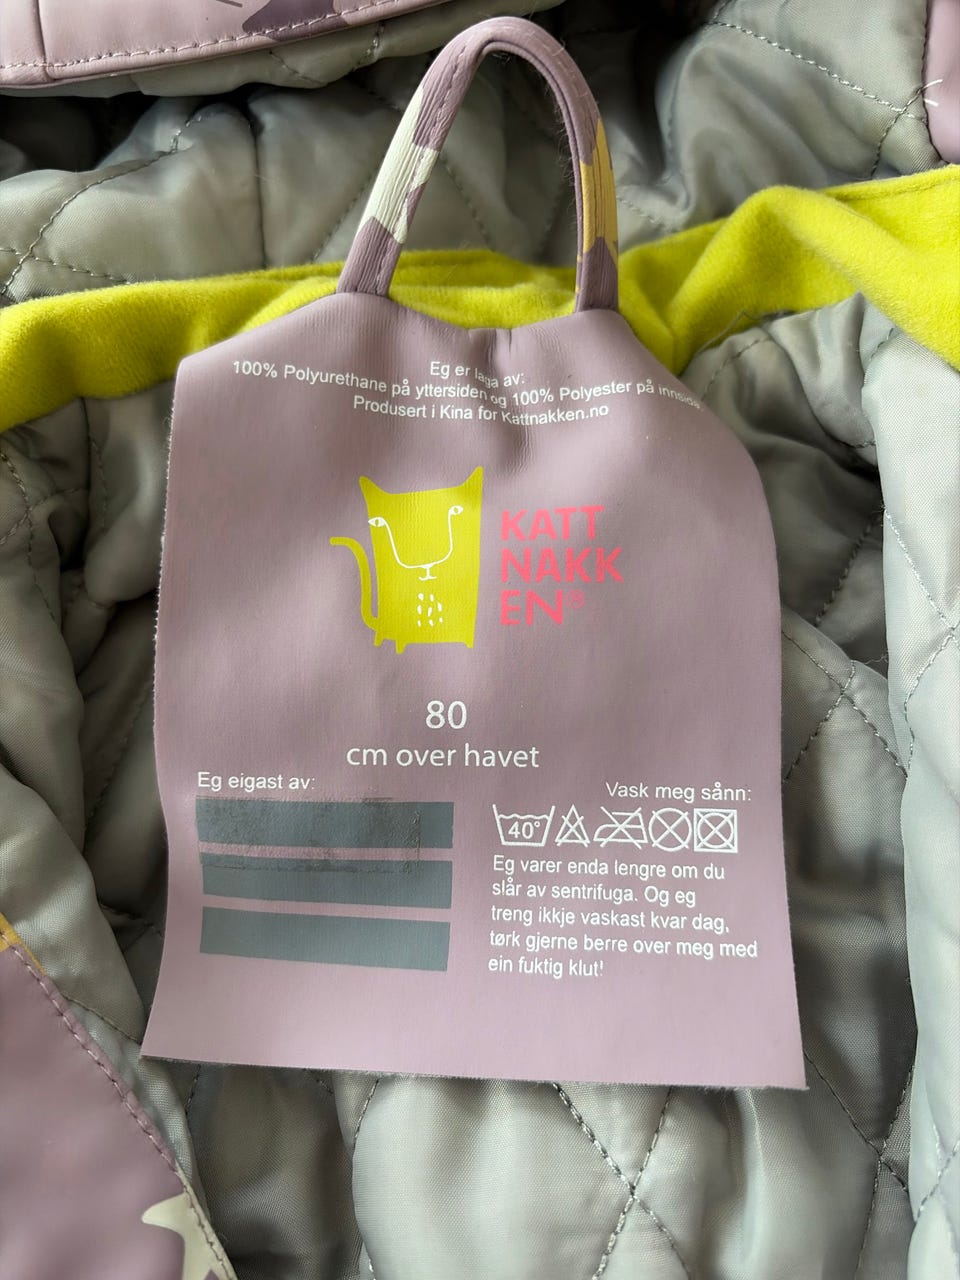 Eg er laga av:
100% Polyurethane på yttersiden og 100% Polyester på innsida.
Produsert i Kina for Kattnakken.no
KATT
NAKK
EN®
80
cm over havet
Eg eigast av:
Vask meg sånn:
40°
Eg varer enda lengre om du
slår av sentrifuga. Og eg
treng ikkje vaskast kvar dag,
tørk gjerne berre over meg med
ein fuktig klut!